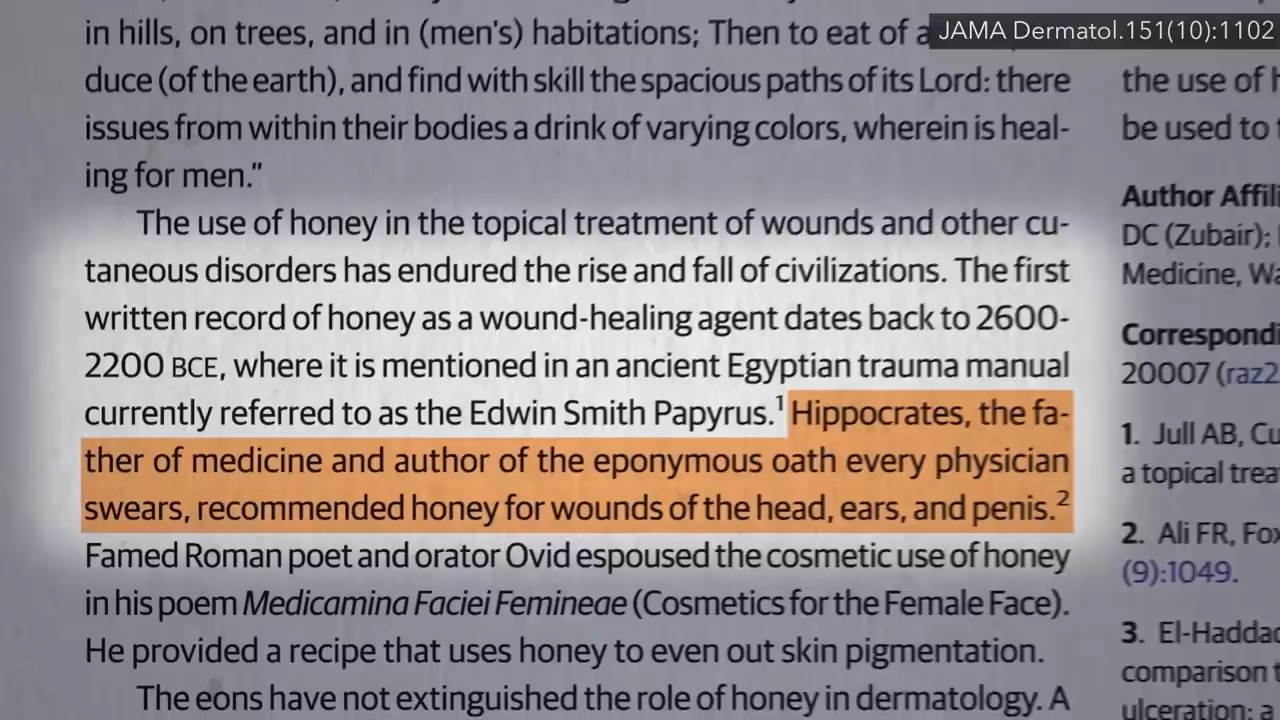 JAMA Dermatol.151(10):1102
in hills, on trees, and in (men's) habitations; Then to eat of
duce (of the earth), and find with skill the spacious paths of its Lord: there
issues from within their bodies a drink of varying colors, wherein is heal-
ing for men."
The use of honey in the topical treatment of wounds and other cu-
taneous disorders has endured the rise and fall of civilizations. The first
written record of honey as a wound-healing agent dates back to 2600-
2200 BCE, where it is mentioned in an ancient Egyptian trauma manual
currently referred to as the Edwin Smith Papyrus.1 Hippocrates, the fa-
ther of medicine and author of the eponymous oath every physician
swears, recommended honey for wounds of the head, ears, and penis.2
Famed Roman poet and orator Ovid espoused the cosmetic use of honey
in his poem Medicamina Faciei Femineae (Cosmetics for the Female Face).
He provided a recipe that uses honey to even out skin pigmentation.
The eons have not extinguished the role of honey in dermatology. A
the use of
be used to
Author
DC (Zubair);
Medicine,
20007 (raz2
1. Jull AB,
a topical
2. Ali FR,
(9):1049.
3.
comparison
ulceration: a